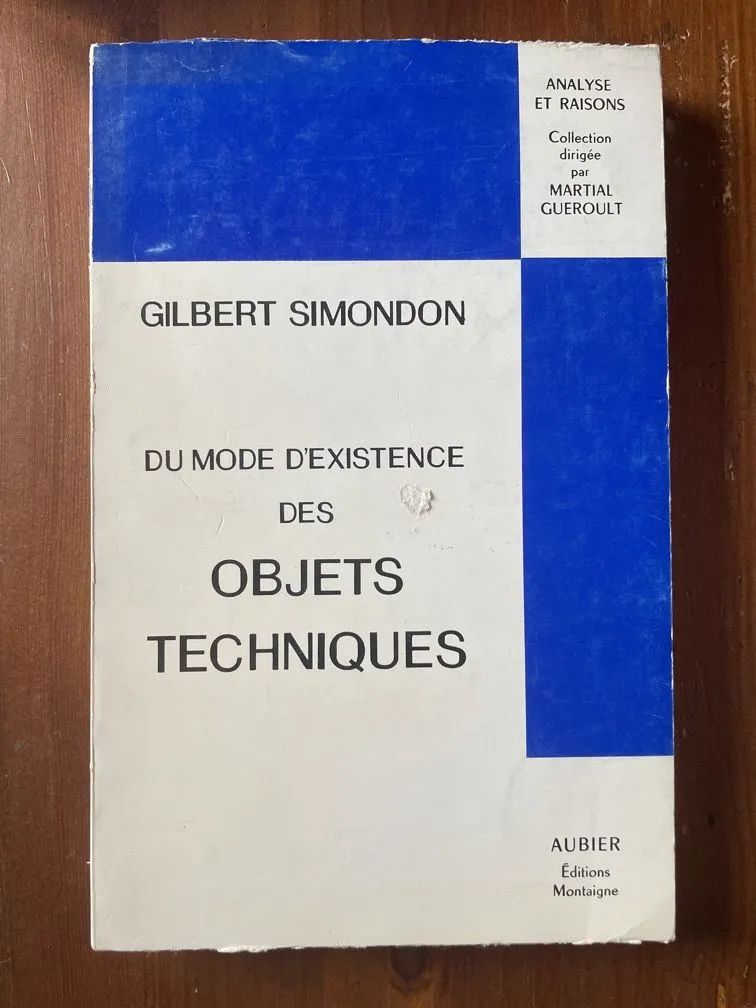 ANALYSE
ET RAISONS
Collection
dirigée
par
MARTIAL
GUEROULT
GILBERT SIMONDON
DU MODE D'EXISTENCE
DES
OBJETS
TECHNIQUES
AUBIER
Éditions
Montaigne